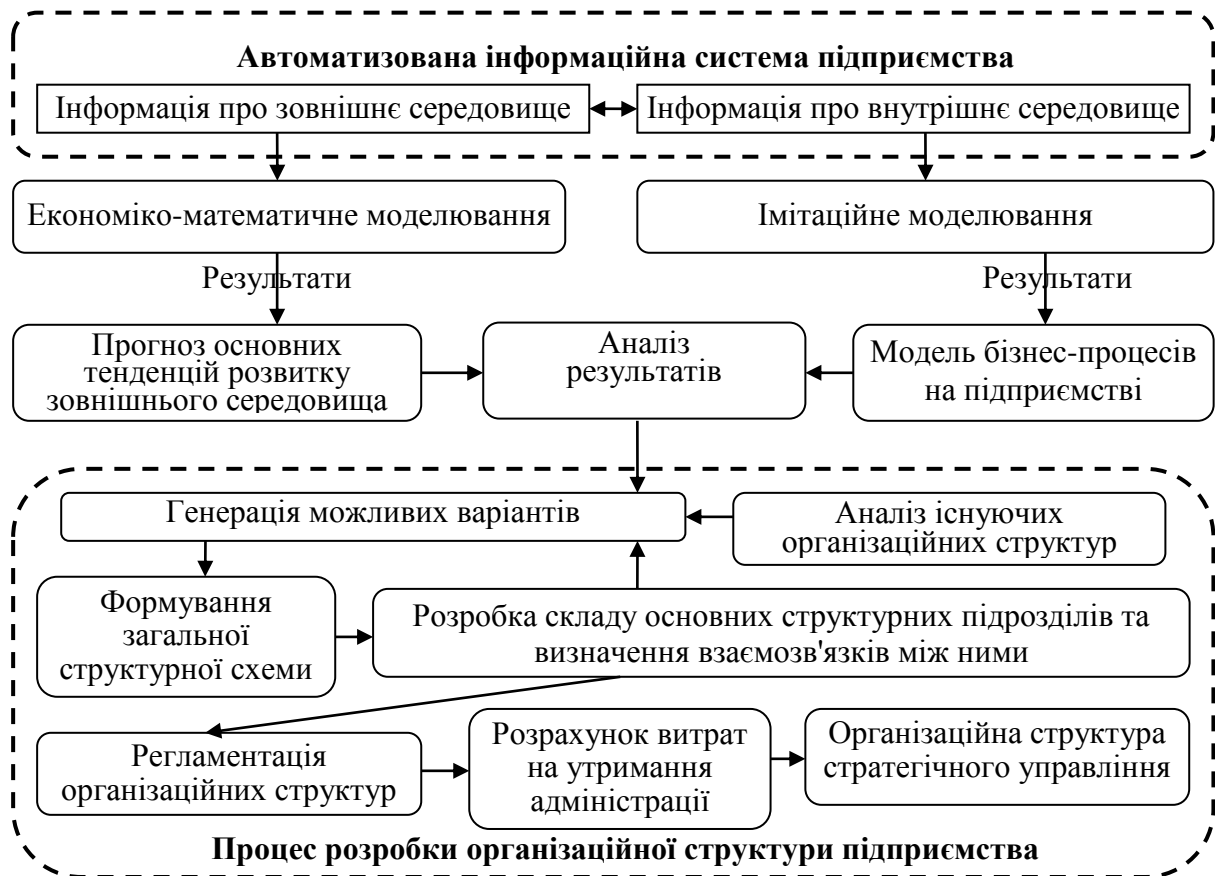 Автоматизована інформаційна система підприємства
Інформація про зовнішнє середовище
Інформація про внутрішнє середовище
Економіко-математичне моделювання
Імітаційне моделювання
Результати
Результати
Прогноз основних
тенденцій розвитку
зовнішнього середовища
Аналіз
результатів
Модель бізнес-процесів
на підприємстві
Генерація можливих варіантів
Аналіз існуючих
організаційних структур
Формування
загальної
структурної схеми
Розробка складу основних структурних підрозділів та
визначення взаємозв'язків між ними
Регламентація
організаційних структур
Розрахунок витрат
на утримання
адміністрації
Організаційна структура
стратегічного управління
Процес розробки організаційної структури підприємства